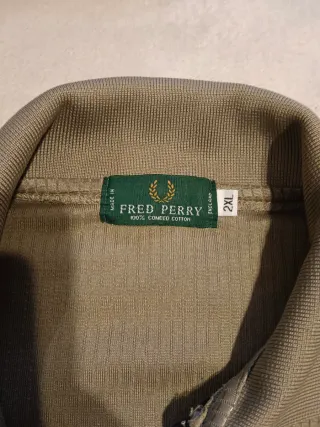 FRED PERRY
100% COMBED COTTON
2XL